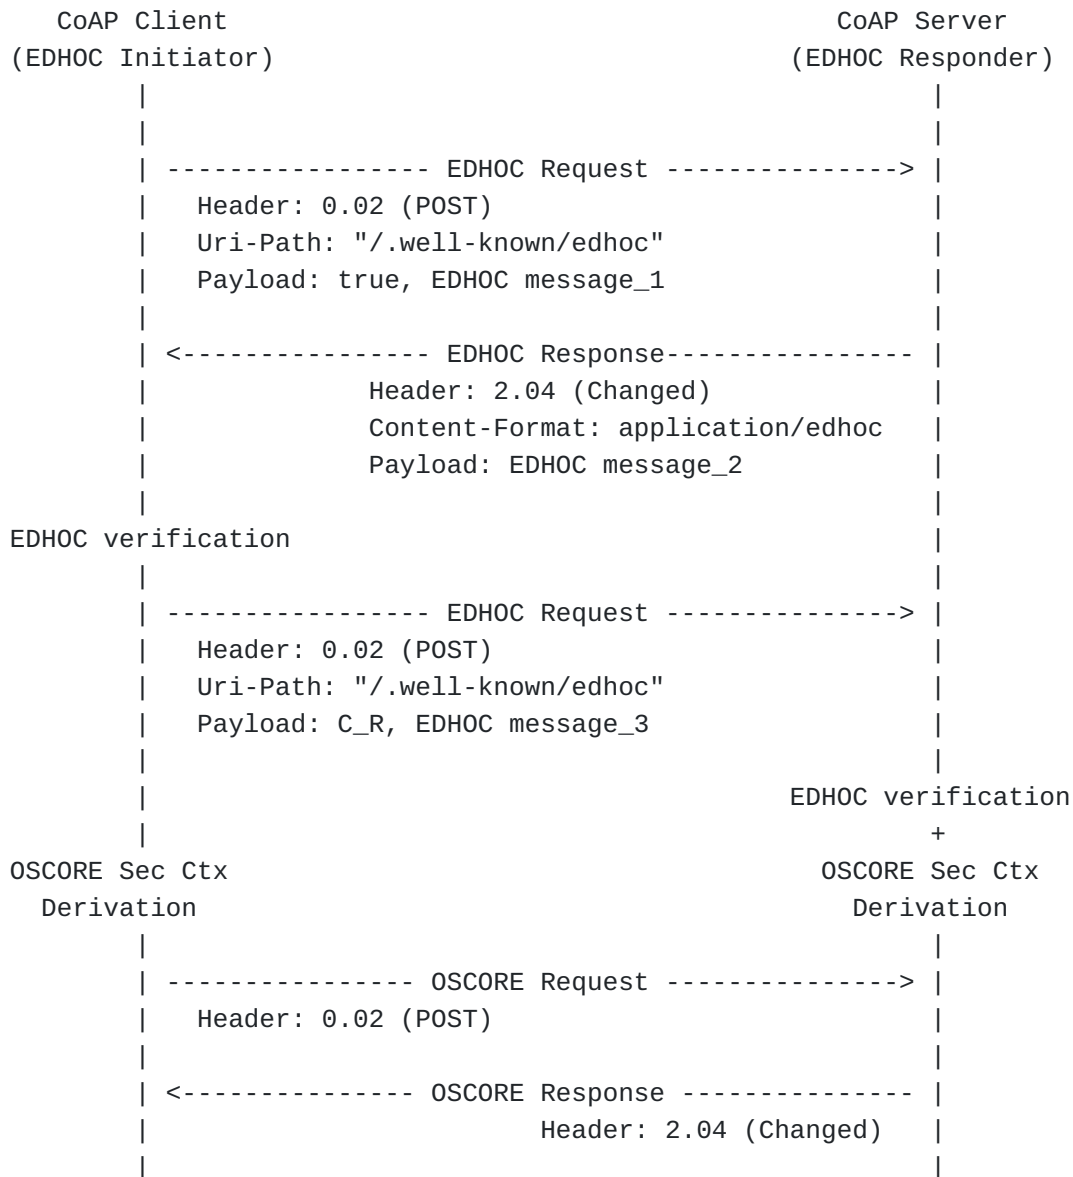 CoAP Client                                        CoAP Server
(EDHOC Initiator)                                 (EDHOC Responder)
| ----------------- EDHOC Request ---------------> |
|   Header: 0.02 (POST)                            |
|   Uri-Path: "/.well-known/edhoc"                 |
|   Payload: true, EDHOC message_1                 |
| <---------------- EDHOC Response---------------- |
|              Header: 2.04 (Changed)              |
|              Content-Format: application/edhoc   |
|              Payload: EDHOC message_2            |
EDHOC verification                                         |
| ----------------- EDHOC Request ---------------> |
|   Header: 0.02 (POST)                            |
|   Uri-Path: "/.well-known/edhoc"                 |
|   Payload: C_R, EDHOC message_3                  |
|                                         EDHOC verification
|                                                  +
OSCORE Sec Ctx                                      OSCORE Sec Ctx
Derivation                                          Derivation
| ---------------- OSCORE Request ---------------> |
|   Header: 0.02 (POST)                            |
| <--------------- OSCORE Response --------------- |
|                         Header: 2.04 (Changed)   |